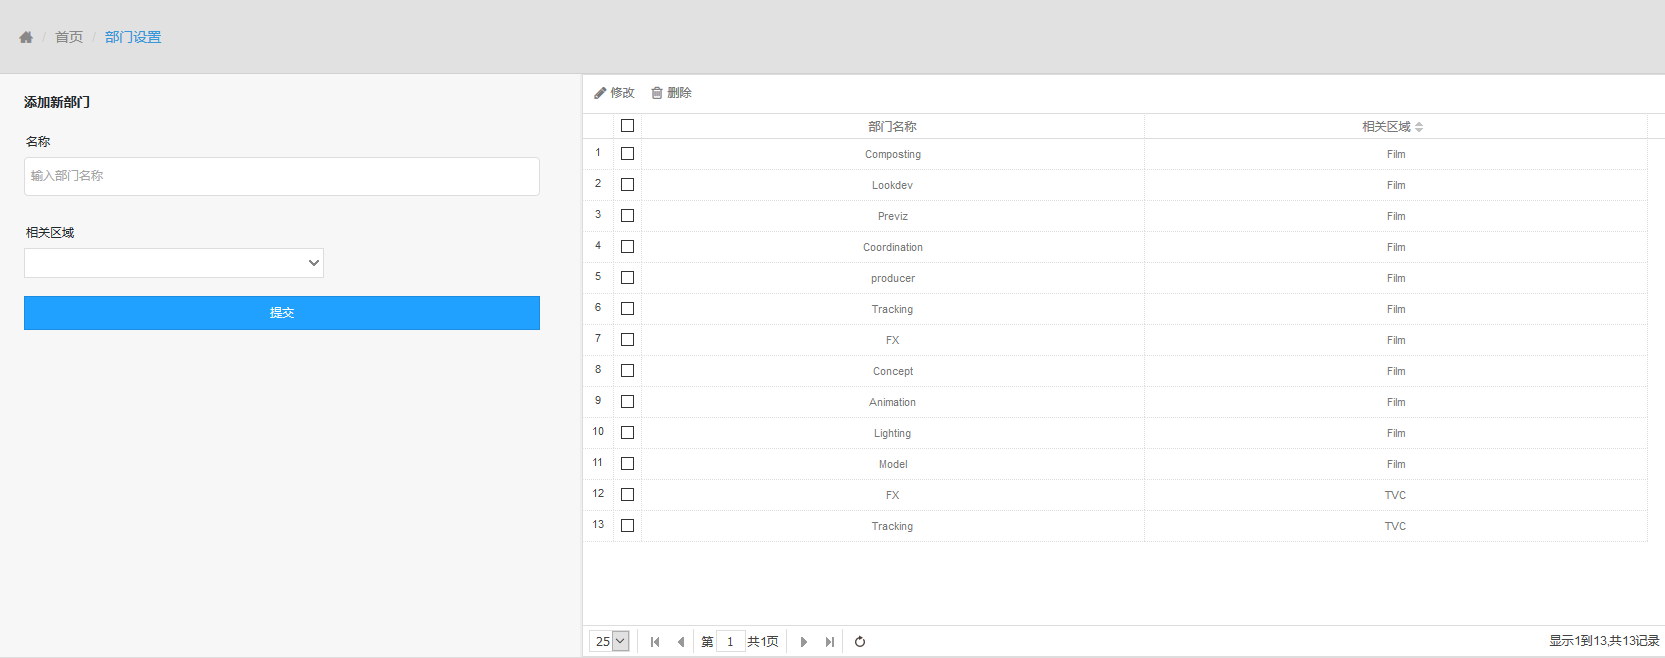 / 首页 / 部门设置
添加新部门
名称
输入部门名称
相关区域
提交
修改 删除
部门名称 相关区域
1 Composting Film
2 Lookdev Film
3 Previz Film
4 Coordination Film
5 producer Film
6 Tracking Film
7 FX Film
8 Concept Film
9 Animation Film
10 Lighting Film
11 Model Film
12 FX TVC
13 Tracking TVC
25 第 1 共1页 显示1到13,共13记录